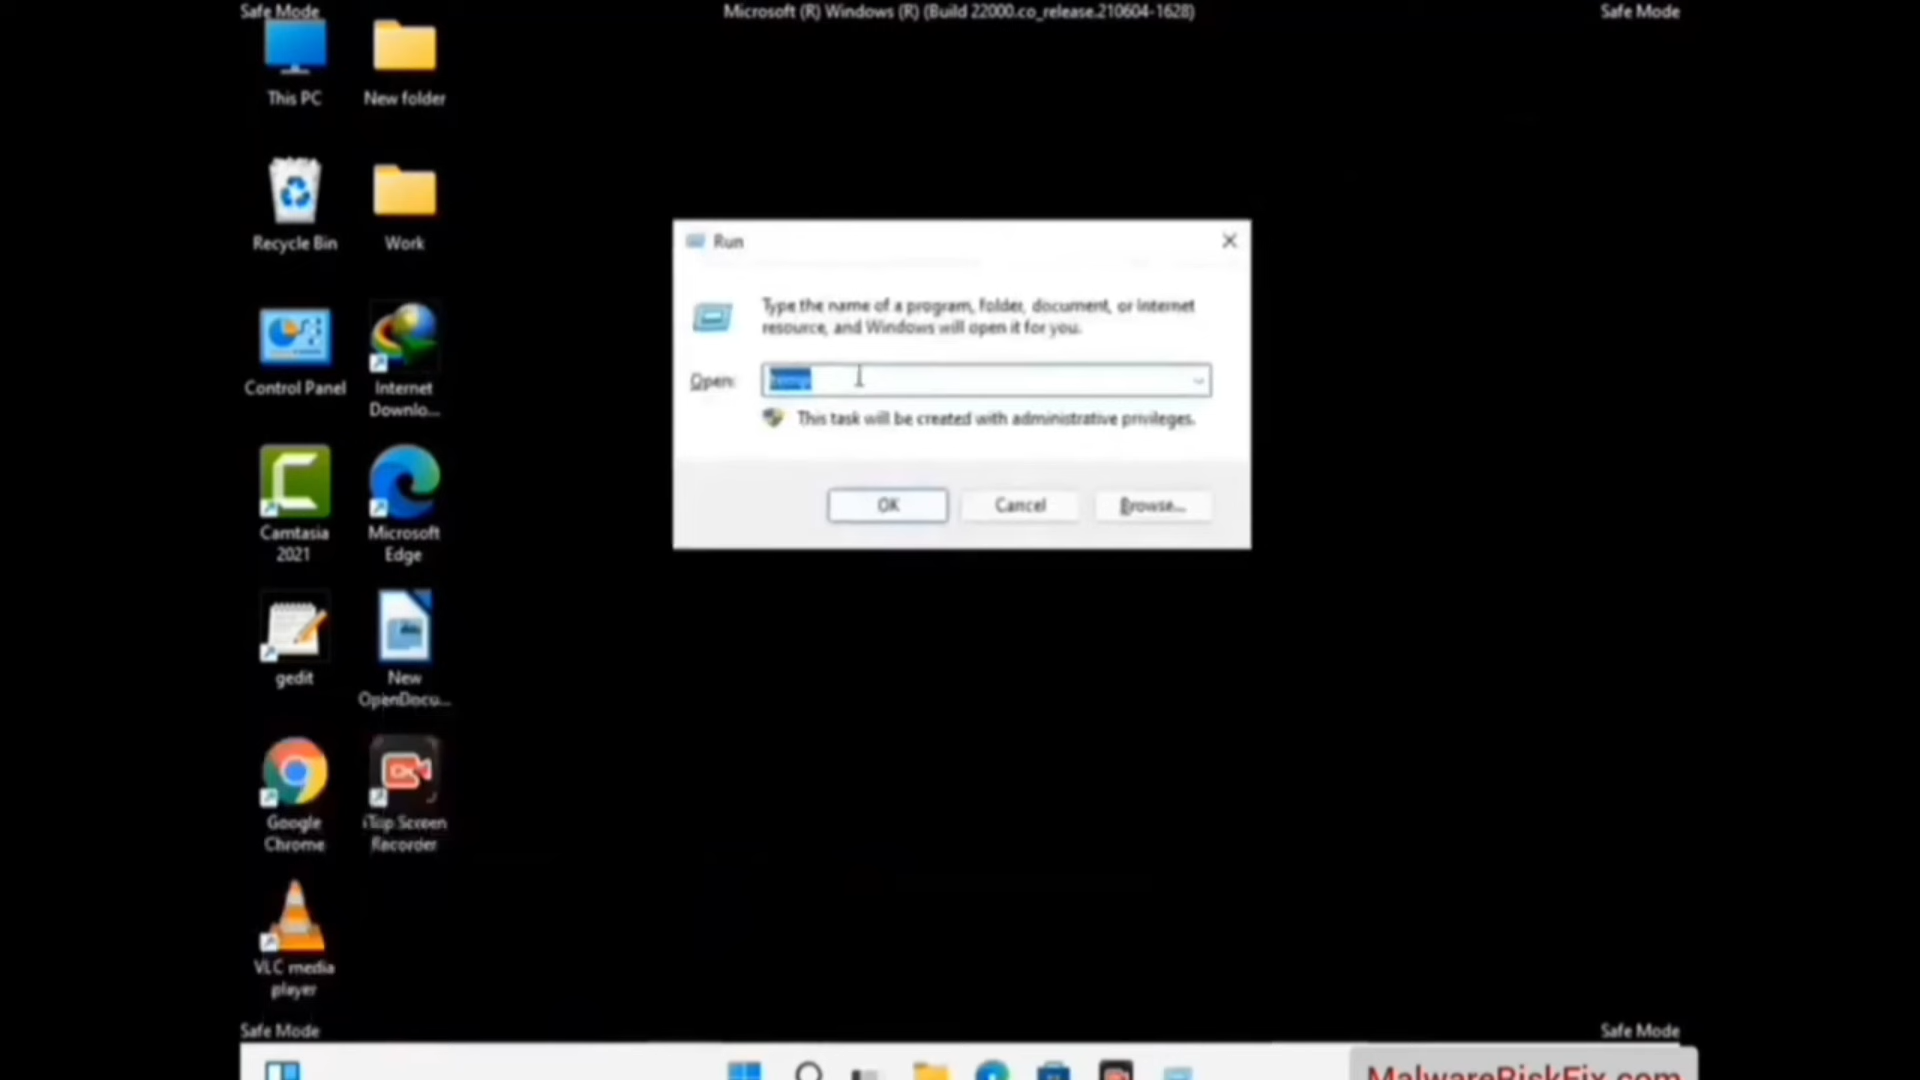 Safe Mode
Microsoft (R) Windows (R) (Build 22000.co_release.210604-1628)
Safe Mode
This PC
New folder
Recycle Bin
Work
Control Panel
Internet
Downlo...
Camtasia
2021
Microsoft
Edge
gedit
New
OpenDocu...
Google
Chrome
iTop Screen
Recorder
VLC media
player
Run
Type the name of a program, folder, document, or Internet
resource, and Windows will open it for you.
Open:
This task will be created with administrative privileges.
OK
Cancel
Browse...
Safe Mode
Safe Mode